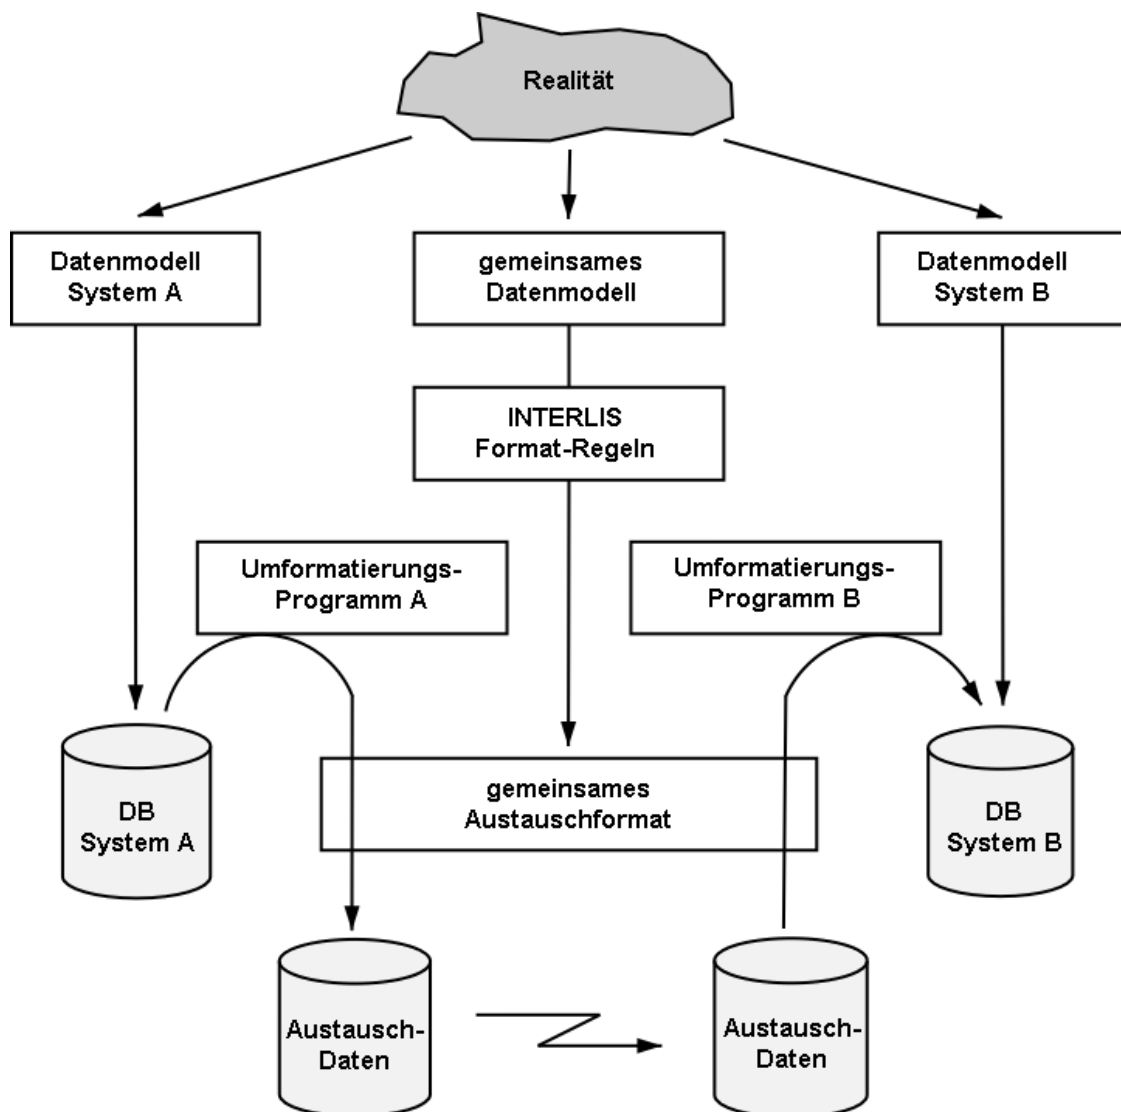 Realität
Datenmodell
System A
gemeinsames
Datenmodell
Datenmodell
System B
INTERLIS
Format-Regeln
Umformatierungs-
Programm A
Umformatierungs-
Programm B
DB
System A
gemeinsames
Austauschformat
DB
System B
Austausch-
Daten
Austausch-
Daten